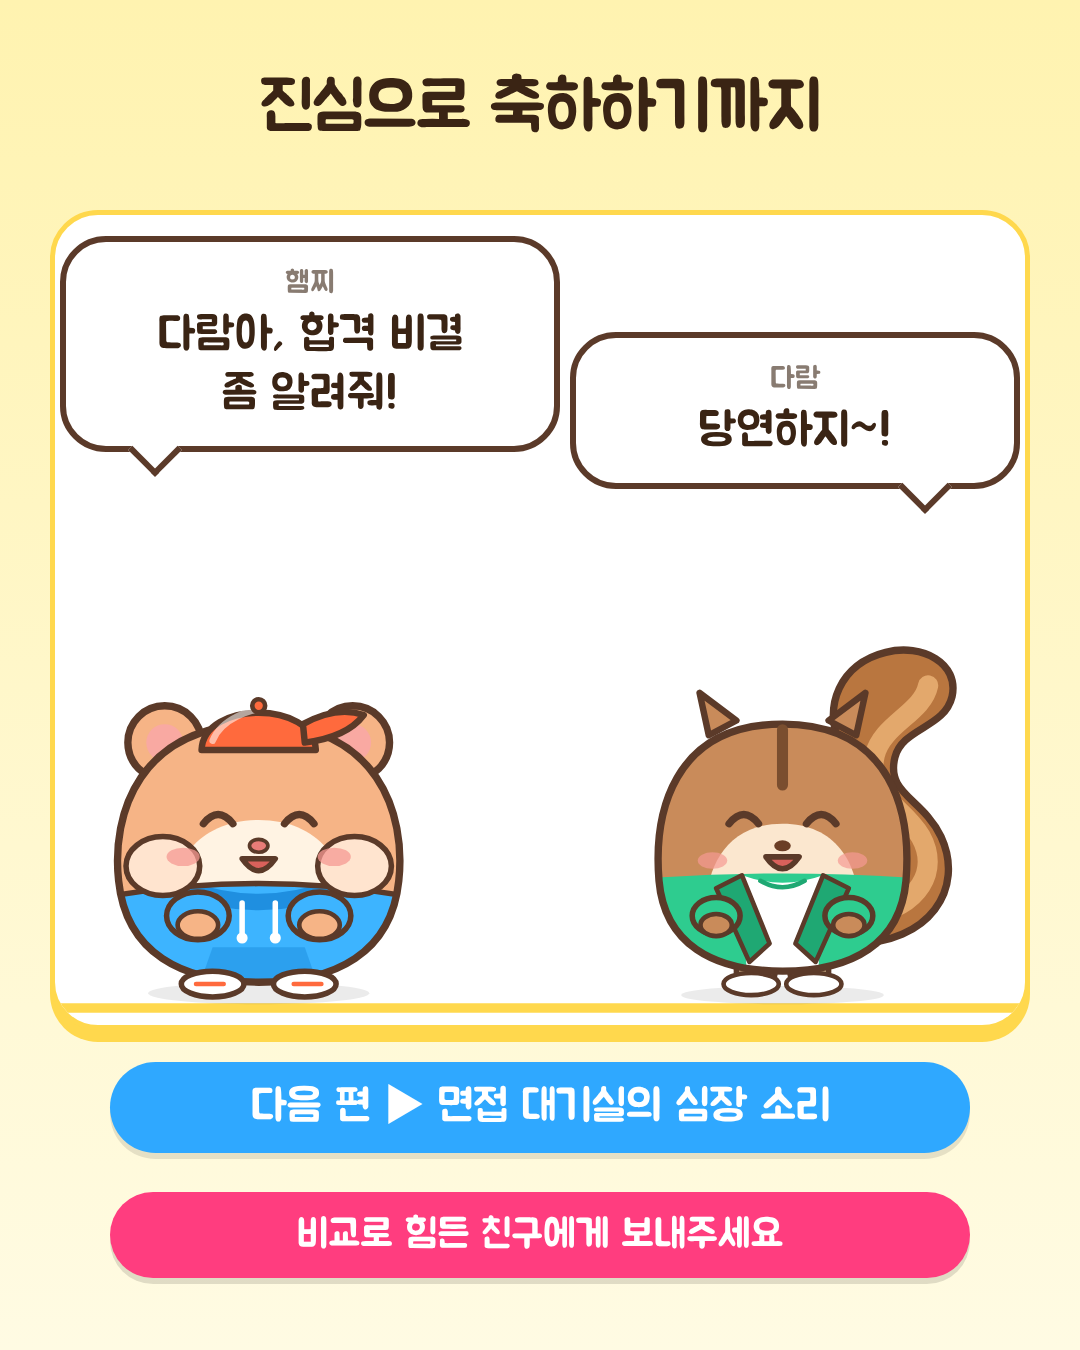 진심으로 축하하기까지
햄찌
다람아, 합격 비결
좀 알려줘!
다람
당연하지~!
다음 편 ▶ 면접 대기실의 심장 소리
비교로 힘든 친구에게 보내주세요